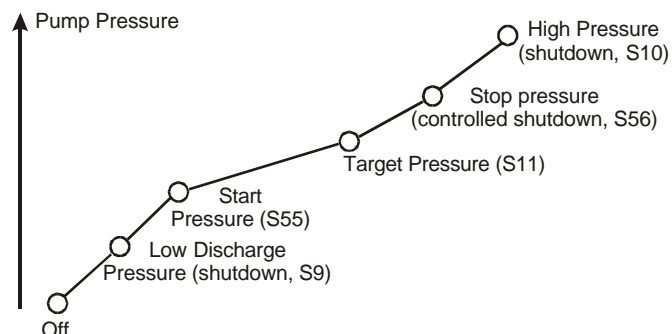 Pump Pressure
High Pressure
(shutdown, S10)
Stop pressure
(controlled shutdown, S56)
Target Pressure (S11)
Start
Pressure (S55)
Low Discharge
Pressure (shutdown, S9)
Off